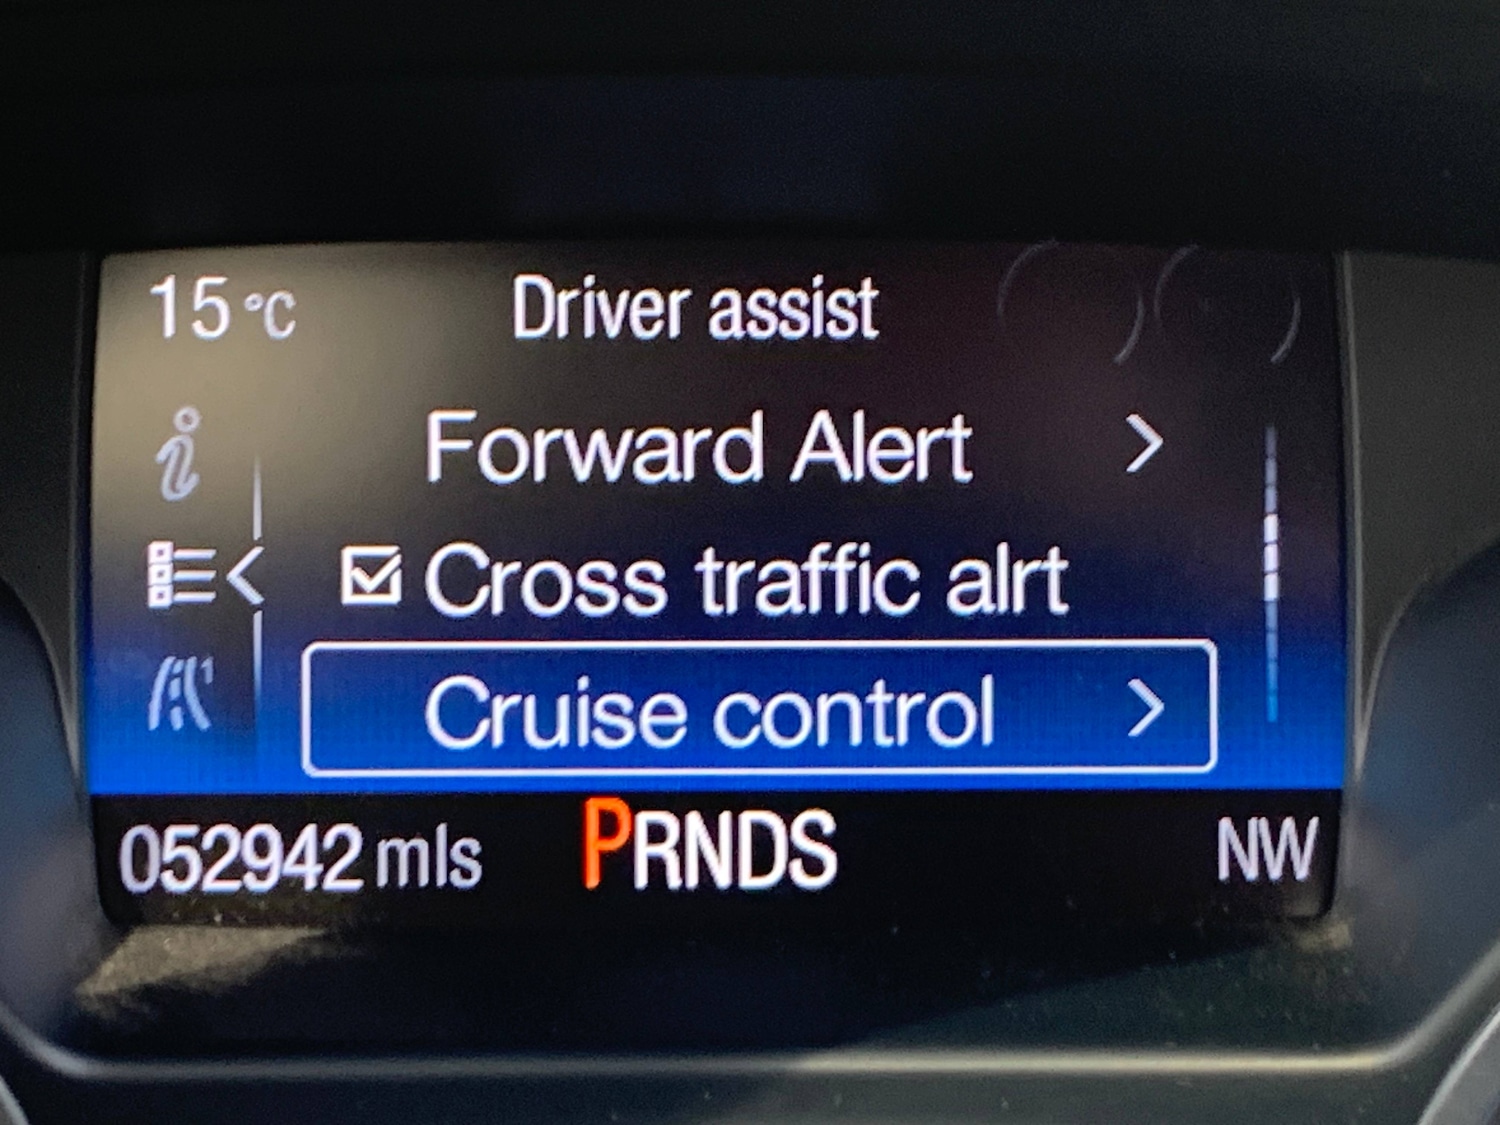 15 °C Driver assist
Forward Alert
Cross traffic alrt
Cruise control
052942 mls PRNDS NW